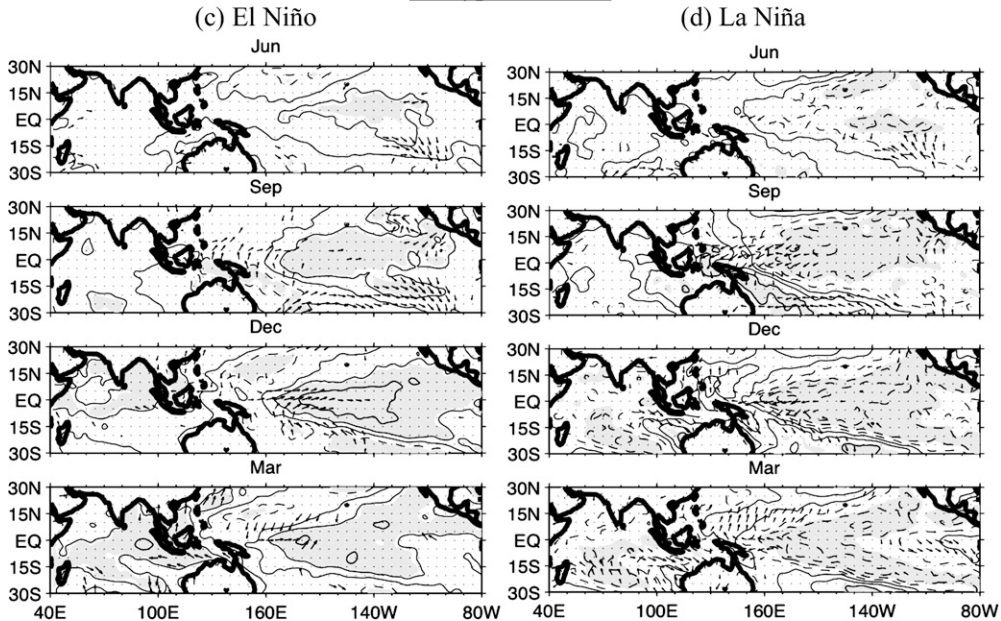 (c) El Niño
(d) La Niña
Jun
30N
15N
EQ
15S
30S
Sep
30N
15N
EQ
15S
30S
Dec
30N
15N
EQ
15S
30S
Mar
30N
15N
EQ
15S
30S
40E 100E 160E 140W 80W
Jun
30N
15N
EQ
15S
30S
Sep
30N
15N
EQ
15S
30S
Dec
30N
15N
EQ
15S
30S
Mar
30N
15N
EQ
15S
30S
40E 100E 160E 140W 80W